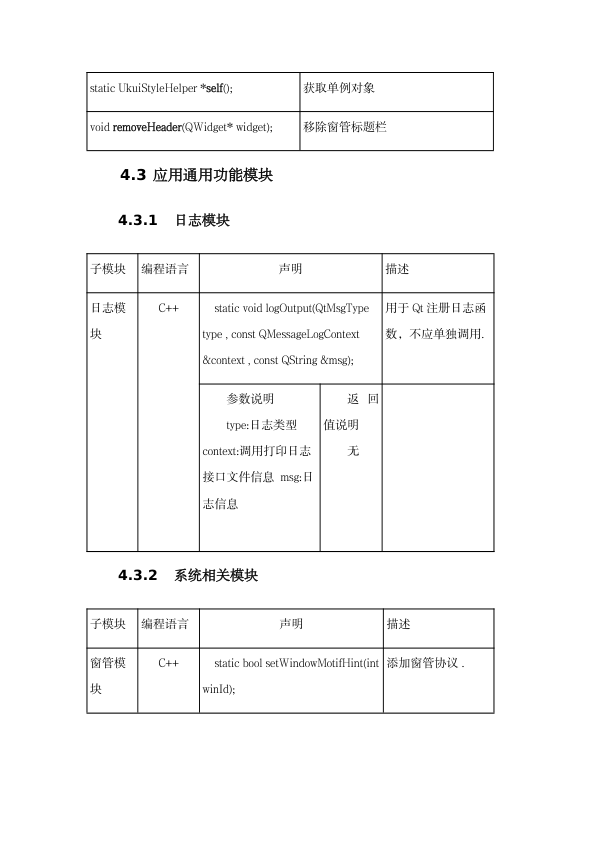 static UkuiStyleHelper *self();
获取单例对象
void removeHeader(QWidget* widget);
移除窗管标题栏
4.3 应用通用功能模块
4.3.1 日志模块
子模块 编程语言 声明 描述
日志模
块
C++
static void logOutput(QtMsgType
type , const QMessageLogContext
&context , const QString &msg);
用于 Qt 注册日志函
数，不应单独调用.
参数说明
type:日志类型
context:调用打印日志
接口文件信息 msg:日
志信息
返 回
值说明
无
4.3.2 系统相关模块
子模块 编程语言 声明 描述
窗管模
块
C++
static bool setWindowMotifHint(int
winId);
添加窗管协议 .